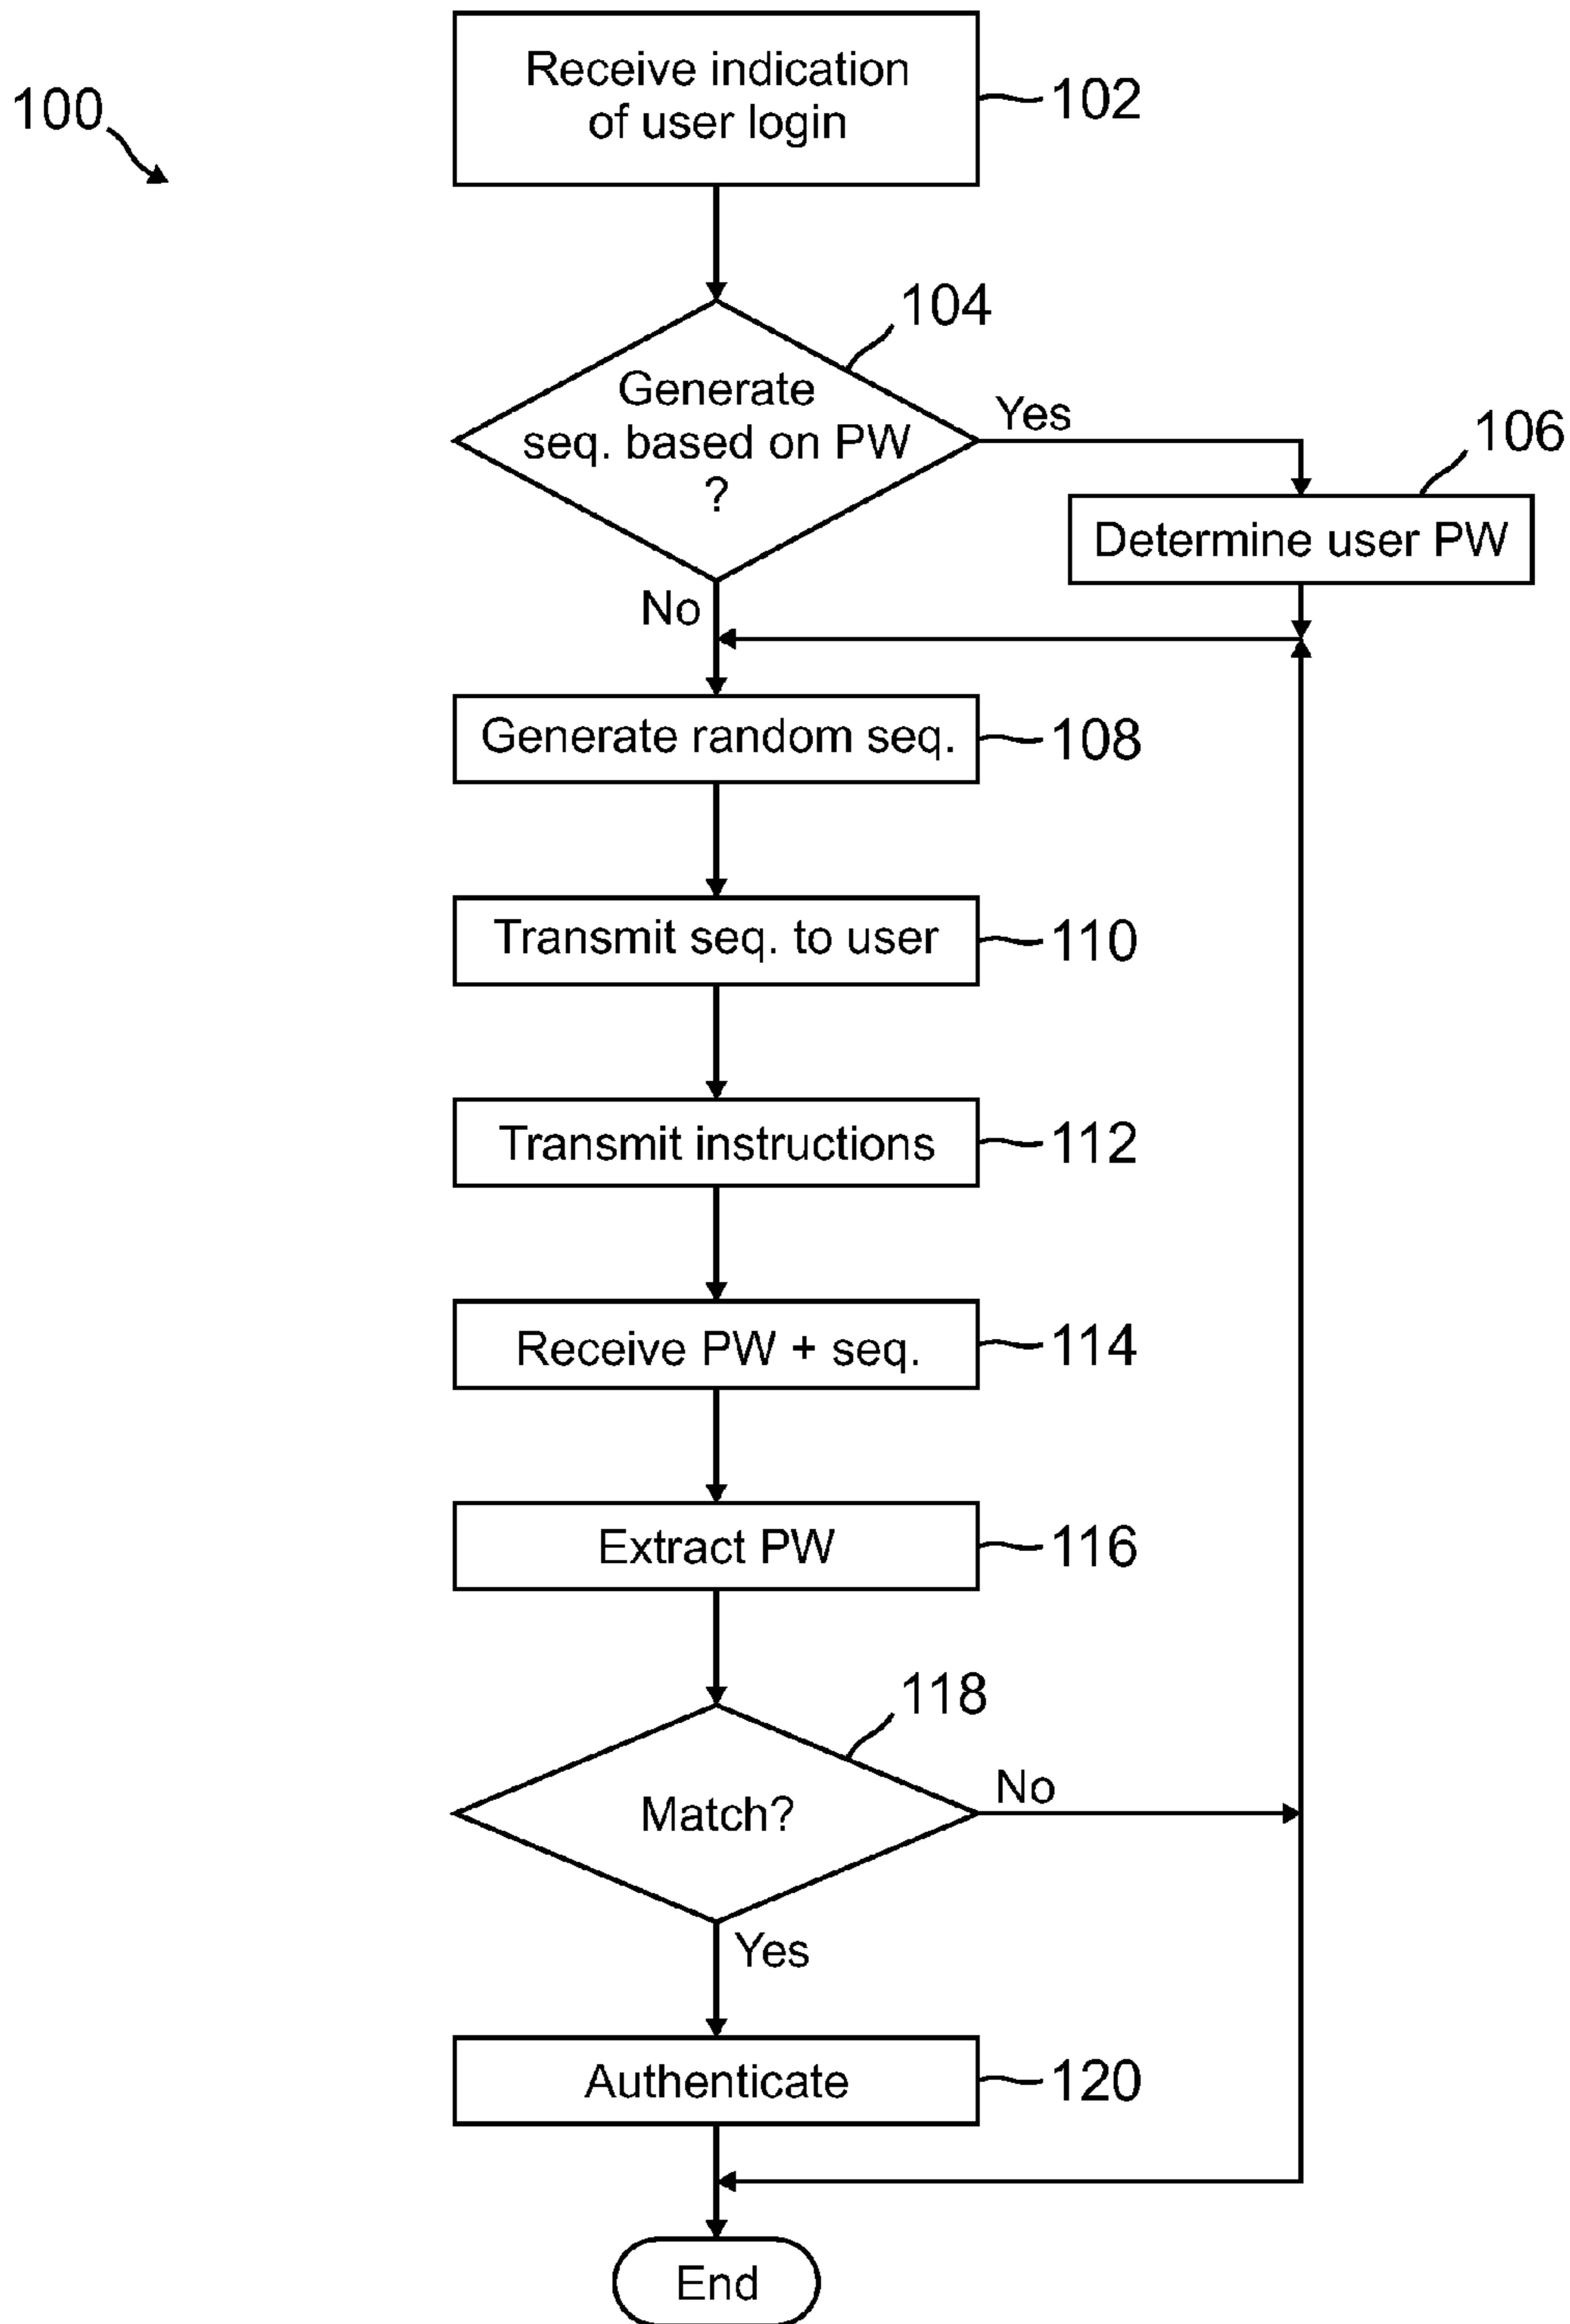 100
Receive indication
of user login
102
104
Generate
seq. based on PW
?
Yes
106
Determine user PW
No
Generate random seq.
108
Transmit seq. to user
110
Transmit instructions
112
Receive PW + seq.
114
Extract PW
116
118
Match?
No
Yes
Authenticate
120
End